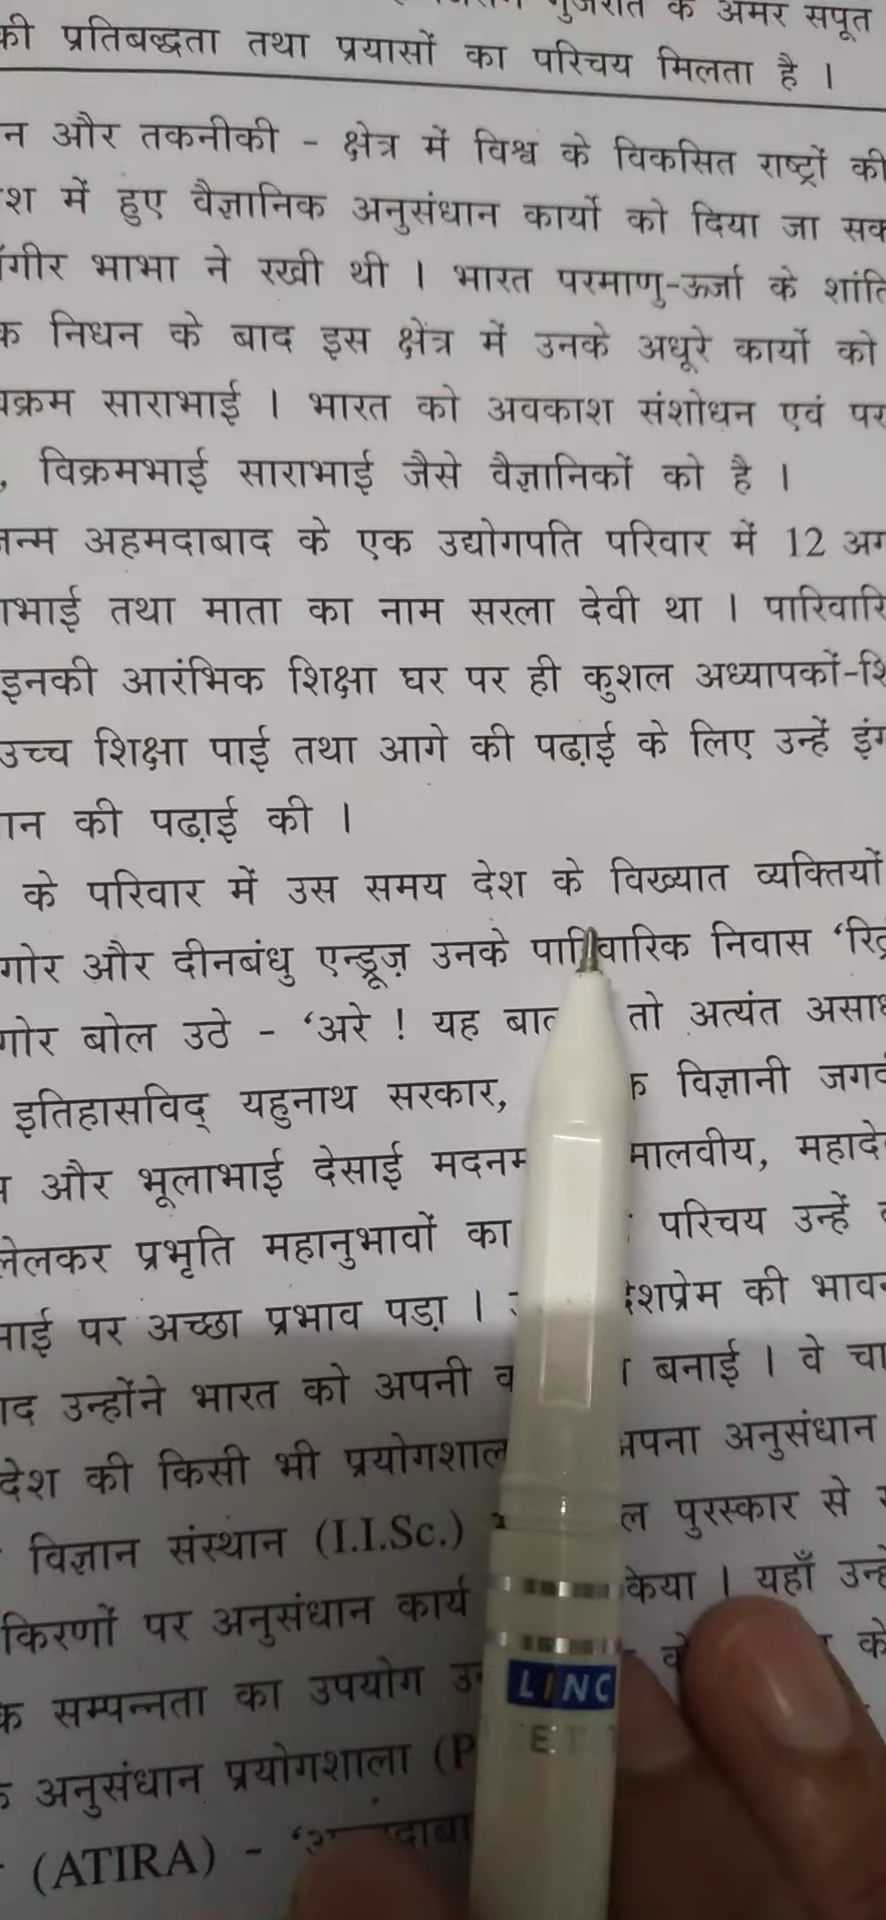 गुजरात के अमर सपूत
की प्रतिबद्धता तथा प्रयासों का परिचय मिलता है ।
न और तकनीकी - क्षेत्र में विश्व के विकसित राष्ट्रों की
श में हुए वैज्ञानिक अनुसंधान कार्यो को दिया जा सक
गीर भाभा ने रखी थी । भारत परमाणु-ऊर्जा के शांति
क निधन के बाद इस क्षेत्र में उनके अधूरे कार्यो को
क्रम साराभाई । भारत को अवकाश संशोधन एवं पर
, विक्रमभाई साराभाई जैसे वैज्ञानिकों को है ।
जन्म अहमदाबाद के एक उद्योगपति परिवार में 12 अग
भाई तथा माता का नाम सरला देवी था । पारिवारि
इनकी आरंभिक शिक्षा घर पर ही कुशल अध्यापकों-शि
उच्च शिक्षा पाई तथा आगे की पढ़ाई के लिए उन्हें इंग
ान की पढ़ाई की ।
के परिवार में उस समय देश के विख्यात व्यक्तियों
गोर और दीनबंधु एन्ड्रूज़ उनके पारिवारिक निवास ‘रिट्र
गोर बोल उठे - ‘अरे ! यह बाल तो अत्यंत असाध
इतिहासविद् यहुनाथ सरकार, क विज्ञानी जगद
और भूलाभाई देसाई मदनम मालवीय, महादे
लेलकर प्रभृति महानुभावों का परिचय उन्हें
भाई पर अच्छा प्रभाव पड़ा । देशप्रेम की भावन
ाद उन्होंने भारत को अपनी क बनाई । वे चा
देश की किसी भी प्रयोगशाल अपना अनुसंधान
विज्ञान संस्थान (I.I.Sc.) ल पुरस्कार से
किरणों पर अनुसंधान कार्य किया । यहाँ उन्हे
क सम्पन्नता का उपयोग उन को
अनुसंधान प्रयोगशाला (P
(ATIRA) - ‘
LINC